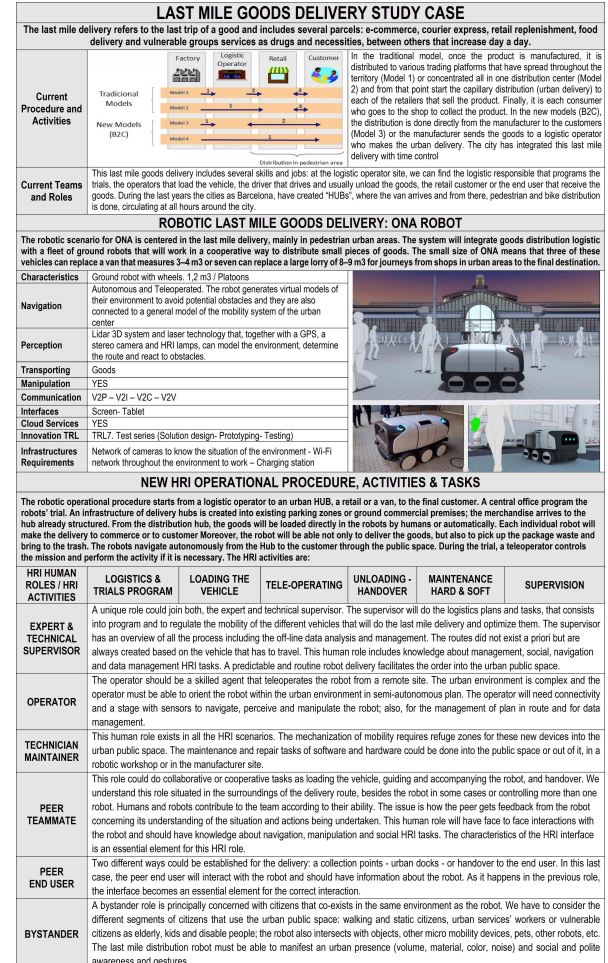 LAST MILE GOODS DELIVERY STUDY CASE
The last mile delivery refers to the last trip of a good and includes several parcels: e-commerce, courier express, retail replenishment, food
delivery and vulnerable groups services as drugs and necessities, between others that increase day a day.
Current
Procedure and
Activities
Factory
Logistic
Operator
Retail
Customer
Tradicional
Models
New Models
(B2C)
Model 1
Model 2
Model 3
Model 4
Distribution in pedestrian area
In the traditional model, once the product is manufactured, it is
distributed to various trading platforms that have spread throughout the
territory (Model 1) or concentrated all in one distribution center (Model
2) and from that point start the capillary distribution (urban delivery) to
each of the retailers that sell the product. Finally, it is each consumer
who goes to the shop to collect the product. In the new models (B2C),
the distribution is done directly from the manufacturer to the customers
(Model 3) or the manufacturer sends the goods to a logistic operator
who makes the urban delivery. The city has integrated this last mile
delivery with time control
Current Teams
and Roles
This last mile goods delivery includes several skills and jobs: at the logistic operator site, we can find the logistic responsible that programs the
trials, the operators that load the vehicle, the driver that drives and usually unload the goods, the retail customer or the end user that receive the
goods. During the last years the cities as Barcelona, have created “HUBs”, where the van arrives and from there, pedestrian and bike distribution
is done, circulating at all hours around the city.
ROBOTIC LAST MILE GOODS DELIVERY: ONA ROBOT
The robotic scenario for ONA is centered in the last mile delivery, mainly in pedestrian urban areas. The system will integrate goods distribution logistic
with a fleet of ground robots that will work in a cooperative way to distribute small pieces of goods. The small size of ONA means that three of these
vehicles can replace a van that measures 3–4 m3 or seven can replace a large lorry of 8–9 m3 for journeys from shops in urban areas to the final destination.
Characteristics
Ground robot with wheels. 1,2 m3 / Platoons
Navigation
Autonomous and Teleoperated. The robot generates virtual models of
their environment to avoid potential obstacles and they are also
connected to a general model of the mobility system of the urban
center
Perception
Lidar 3D system and laser technology that, together with a GPS, a
stereo camera and HRI lamps, can model the environment, determine
the route and react to obstacles.
Transporting
Goods
Manipulation
YES
Communication
V2P – V2I – V2C – V2V
Interfaces
Screen- Tablet
Cloud Services
YES
Innovation TRL
TRL7. Test series (Solution design- Prototyping- Testing)
Infrastructures
Requirements
Network of cameras to know the situation of the environment - Wi-Fi
network throughout the environment to work – Charging station
NEW HRI OPERATIONAL PROCEDURE, ACTIVITIES & TASKS
The robotic operational procedure starts from a logistic operator to an urban HUB, a retail or a van, to the final customer. A central office program the
robots’ trial. An infrastructure of delivery hubs is created into existing parking zones or ground commercial premises; the merchandise arrives to the
hub already structured. From the distribution hub, the goods will be loaded directly in the robots by humans or automatically. Each individual robot will
make the delivery to commerce or to customer Moreover, the robot will be able not only to deliver the goods, but also to pick up the package waste and
bring to the trash. The robots navigate autonomously from the Hub to the customer through the public space. During the trial, a teleoperator controls
the mission and perform the activity if it is necessary. The HRI activities are:
HRI HUMAN
ROLES / HRI
ACTIVITIES
LOGISTICS &
TRIALS PROGRAM
LOADING THE
VEHICLE
TELE-OPERATING
UNLOADING -
HANDOVER
MAINTENANCE
HARD & SOFT
SUPERVISION
EXPERT &
TECHNICAL
SUPERVISOR
A unique role could join both, the expert and technical supervisor. The supervisor will do the logistics plans and tasks, that consists
into program and to regulate the mobility of the different vehicles that will do the last mile delivery and optimize them. The supervisor
has an overview of all the process including the off-line data analysis and management. The routes did not exist a priori but are
always created based on the vehicle that has to travel. This human role includes knowledge about management, social, navigation
and data management HRI tasks. A predictable and routine robot delivery facilitates the order into the urban public space.
OPERATOR
The operator should be a skilled agent that teleoperates the robot from a remote site. The urban environment is complex and the
operator must be able to orient the robot within the urban environment in semi-autonomous plan. The operator will need connectivity
and a stage with sensors to navigate, perceive and manipulate the robot; also, for the management of plan in route and for data
management.
TECHNICIAN
MAINTAINER
This human role exists in all the HRI scenarios. The mechanization of mobility requires refuge zones for these new devices into the
urban public space. The maintenance and repair tasks of software and hardware could be done into the public space or out of it, in a
robotic workshop or in the manufacturer site.
PEER
TEAMMATE
This role could do collaborative or cooperative tasks as loading the vehicle, guiding and accompanying the robot, and handover. We
understand this role situated in the surroundings of the delivery route, besides the robot in some cases or controlling more than one
robot. Humans and robots contribute to the team according to their ability. The issue is how the peer gets feedback from the robot
concerning its understanding of the situation and actions being undertaken. This human role will have face to face interactions with
the robot and should have knowledge about navigation, manipulation and social HRI tasks. The characteristics of the HRI interface
is an essential element for this HRI role.
PEER
END USER
Two different ways could be established for the delivery: a collection points - urban docks - or handover to the end user. In this last
case, the peer end user will interact with the robot and should have information about the robot. As it happens in the previous role,
the interface becomes an essential element for the correct interaction.
BYSTANDER
A bystander role is principally concerned with citizens that co-exists in the same environment as the robot. We have to consider the
different segments of citizens that use the urban public space: walking and static citizens, urban services’ workers or vulnerable
citizens as elderly, kids and disable people; the robot also intersects with objects, other micro mobility devices, pets, other robots, etc.
The last mile distribution robot must be able to manifest an urban presence (volume, material, color, noise) and social and polite
awareness and gestures.